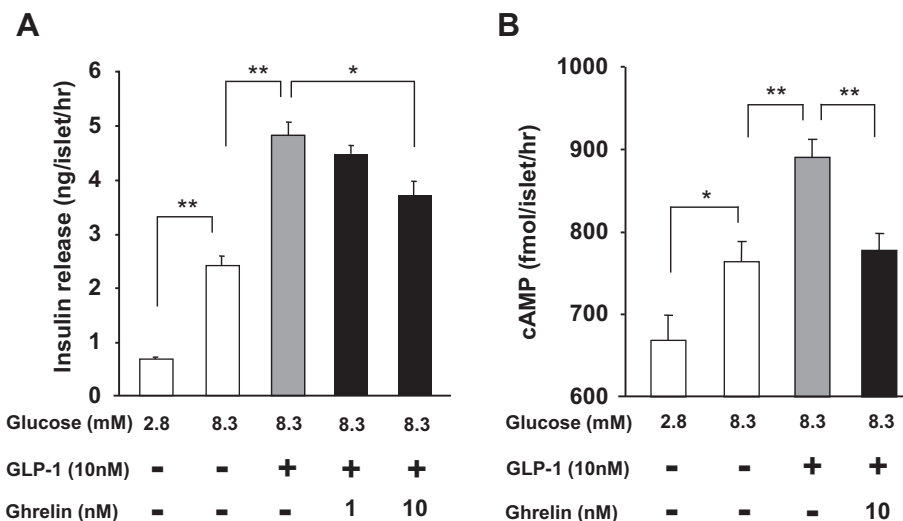 A
Insulin release (ng/islet/hr)
6
5
4
3
2
1
0
**
**
*
Glucose (mM) 2.8 8.3 8.3 8.3 8.3
GLP-1 (10nM) - - + + +
Ghrelin (nM) - - - 1 10
B
cAMP (fmol/islet/hr)
1000
900
800
700
600
*
**
**
Glucose (mM) 2.8 8.3 8.3 8.3
GLP-1 (10nM) - - + +
Ghrelin (nM) - - - 10